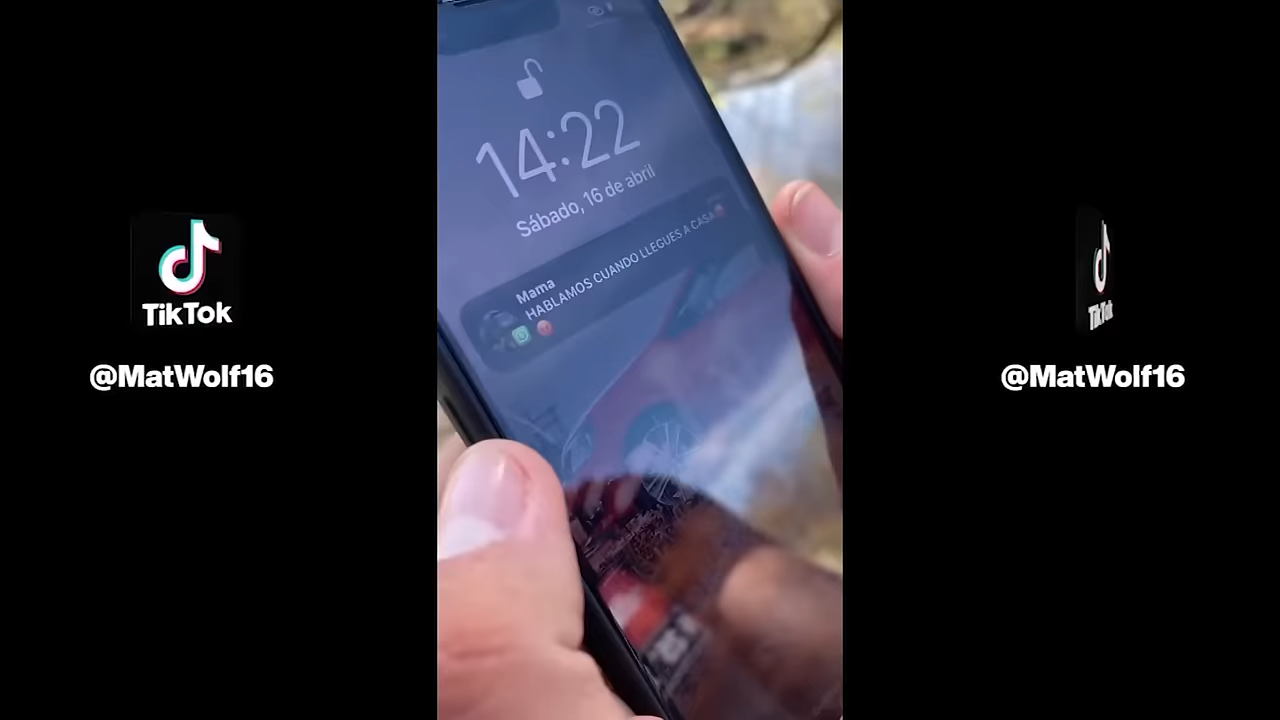 14:22
Sábado, 16 de abril
Mama
HABLAMOS CUANDO LLEGUES A CASA
TikTok
@MatWolf16
TikTok
@MatWolf16